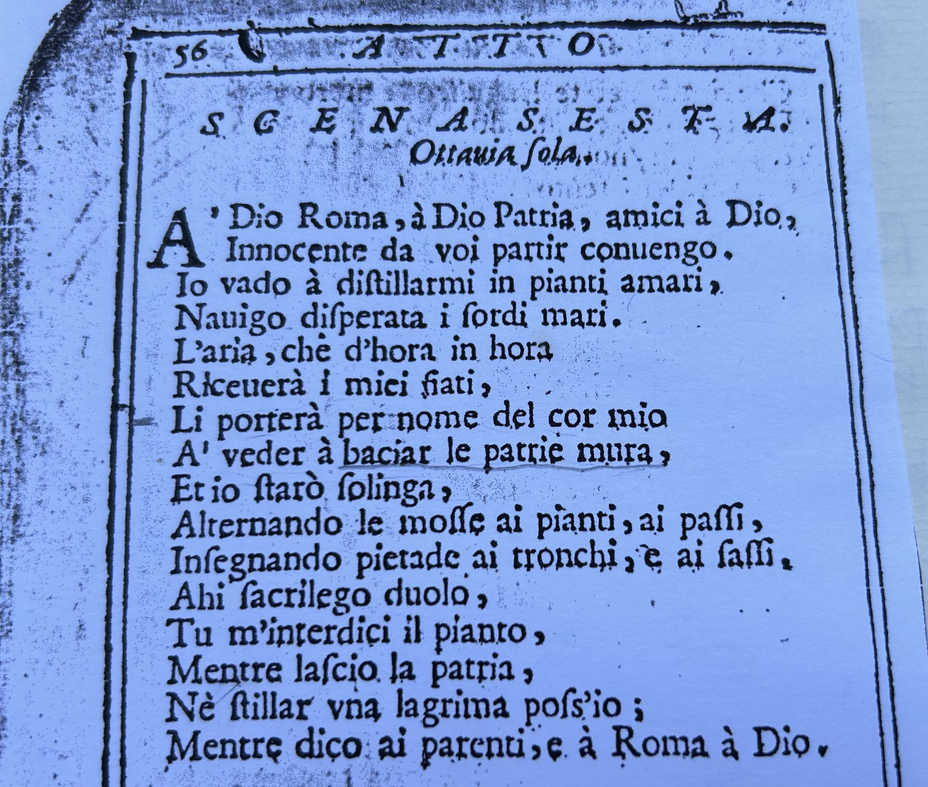 56 ATTO
SCENA SESTA.
Ottauia ſola.
A' Dio Roma, à Dio Patria, amici à Dio,
Innocente da voi partir conuengo.
Io vado à diſtillarmi in pianti amari,
Nauigo diſperata i ſordi mari.
L'aria, che d'hora in hora
Riceuerà i miei fiati,
Li porterà per nome del cor mio
A' veder à baciar le patrie mura,
Et io ſtarò ſolinga,
Alternando le moſſe ai pianti, ai paſſi,
Inſegnando pietade ai tronchi, e ai ſaſſi.
Ahi ſacrilego duolo,
Tu m'interdici il pianto,
Mentre laſcio la patria,
Nè ſtillar vna lagrima poſs'io;
Mentre dico ai parenti, e à Roma à Dio.